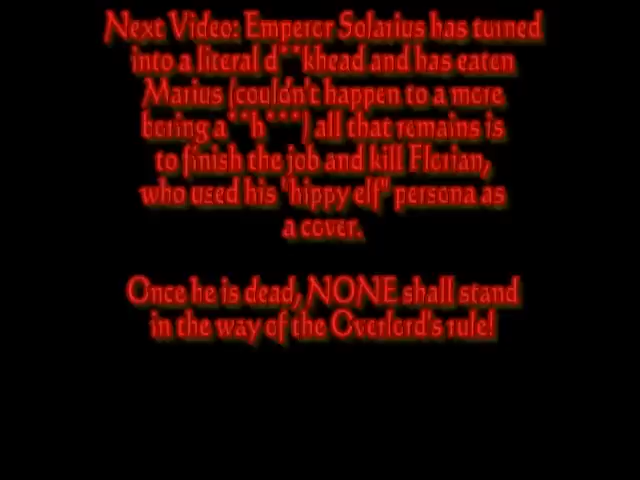 Next Video: Emperor Solarius has turned
into a literal d**khead and has eaten
Marius (couldn't happen to a more
boring a**h***) all that remains is
to finish the job and kill Florian,
who used his "hippy elf" persona as
a cover.
Once he is dead, NONE shall stand
in the way of the Overlord's rule!